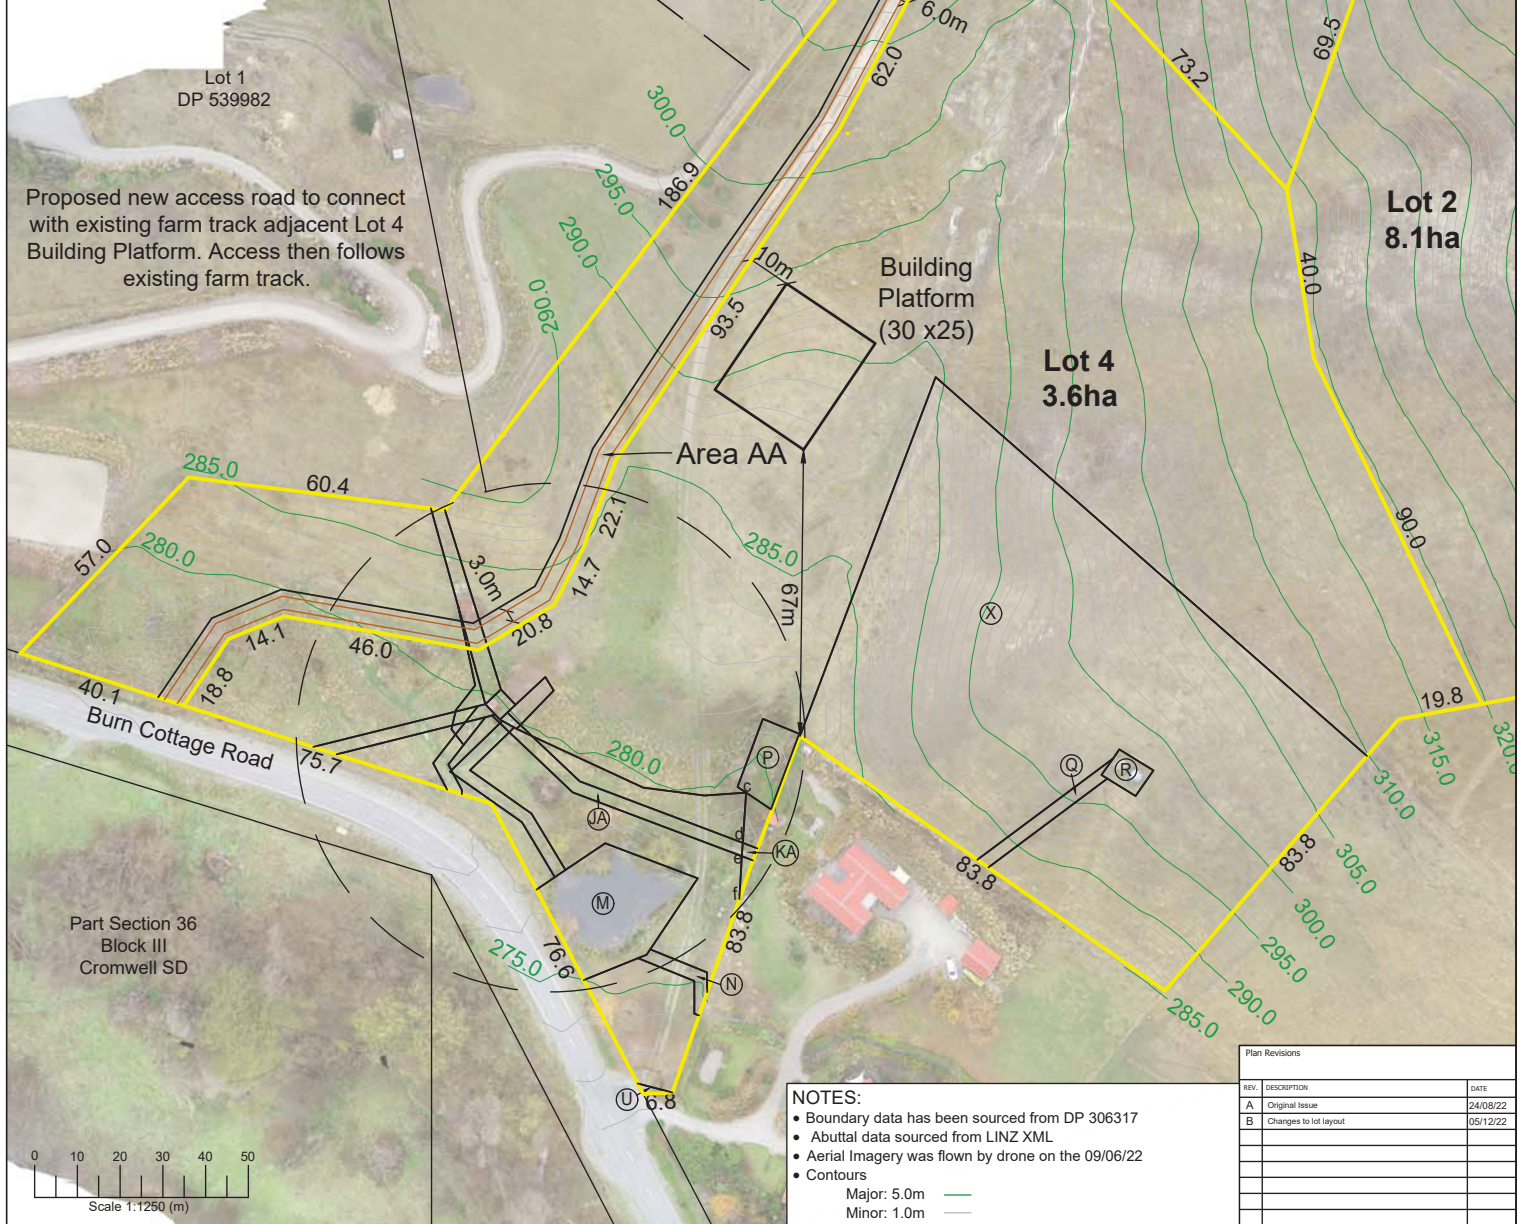 6.0m
62.0
73.2
69.5
Lot 1
DP 539982
300.0
295.0
290.0
290.0
186.9
Proposed new access road to connect
with existing farm track adjacent Lot 4
Building Platform. Access then follows
existing farm track.
Lot 2
8.1ha
40.0
10m
93.5
Building
Platform
(30 x25)
Lot 4
3.6ha
Area AA
285.0
60.4
280.0
57.0
22.1
285.0
90.0
3.0m
14.7
67m
20.8
X
14.1
46.0
18.8
40.1
Burn Cottage Road
75.7
19.8
320.0
315.0
310.0
280.0
P
c
Q
R
JA
d
e
KA
f
83.8
83.8
305.0
300.0
295.0
290.0
285.0
M
83.8
Part Section 36
Block III
Cromwell SD
275.0
76.6
N
U
6.8
0 10 20 30 40 50
Scale 1:1250 (m)
NOTES:
• Boundary data has been sourced from DP 306317
• Abuttal data sourced from LINZ XML
• Aerial Imagery was flown by drone on the 09/06/22
• Contours
Major: 5.0m
Minor: 1.0m
Plan Revisions
REV. DESCRIPTION DATE
A Original Issue 24/08/22
B Changes to lot layout 05/12/22